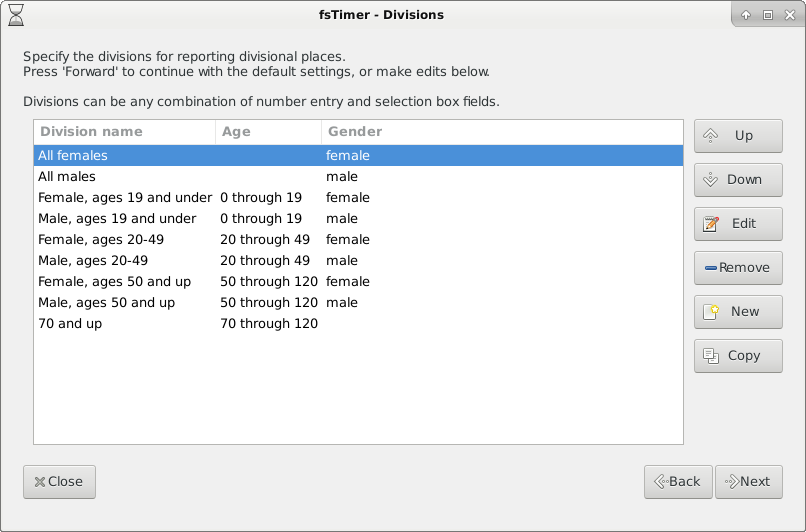 fsTimer - Divisions
Specify the divisions for reporting divisional places.
Press 'Forward' to continue with the default settings, or make edits below.
Divisions can be any combination of number entry and selection box fields.
Division name Age Gender
All females female
All males male
Female, ages 19 and under 0 through 19 female
Male, ages 19 and under 0 through 19 male
Female, ages 20-49 20 through 49 female
Male, ages 20-49 20 through 49 male
Female, ages 50 and up 50 through 120 female
Male, ages 50 and up 50 through 120 male
70 and up 70 through 120
Up
Down
Edit
Remove
New
Copy
Close
Back
Next